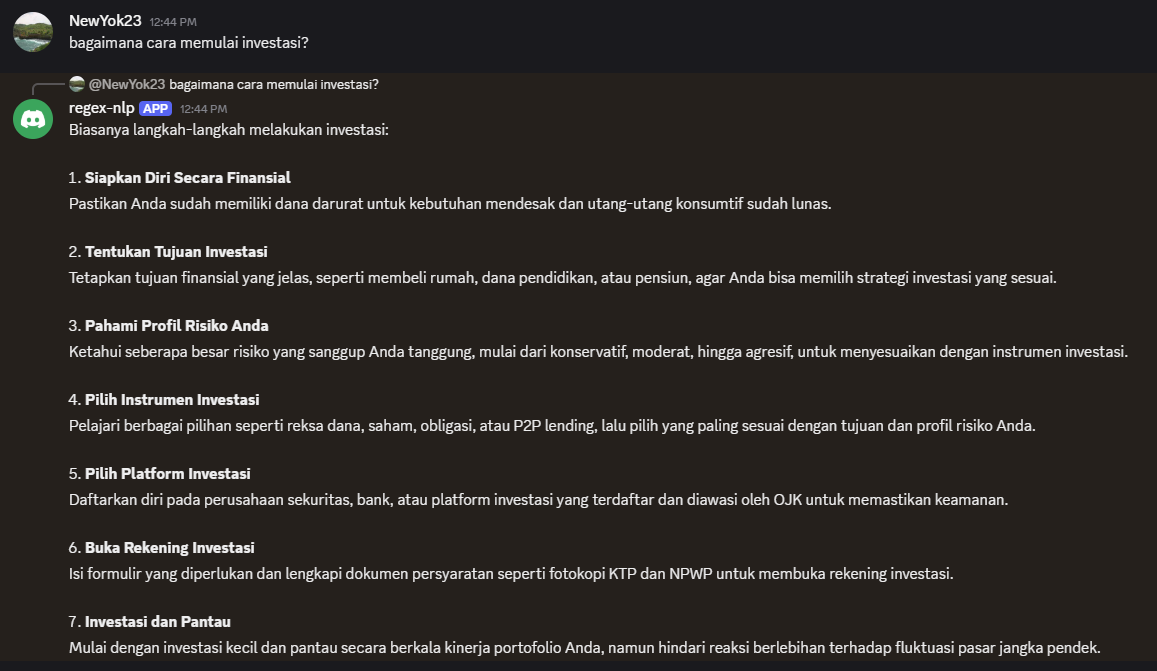 NewYok23 12:44 PM
bagaimana cara memulai investasi?
@NewYok23 bagaimana cara memulai investasi?
regex-nlp APP 12:44 PM
Biasanya langkah-langkah melakukan investasi:
1. Siapkan Diri Secara Finansial
Pastikan Anda sudah memiliki dana darurat untuk kebutuhan mendesak dan utang-utang konsumtif sudah lunas.
2. Tentukan Tujuan Investasi
Tetapkan tujuan finansial yang jelas, seperti membeli rumah, dana pendidikan, atau pensiun, agar Anda bisa memilih strategi investasi yang sesuai.
3. Pahami Profil Risiko Anda
Ketahui seberapa besar risiko yang sanggup Anda tanggung, mulai dari konservatif, moderat, hingga agresif, untuk menyesuaikan dengan instrumen investasi.
4. Pilih Instrumen Investasi
Pelajari berbagai pilihan seperti reksa dana, saham, obligasi, atau P2P lending, lalu pilih yang paling sesuai dengan tujuan dan profil risiko Anda.
5. Pilih Platform Investasi
Daftarkan diri pada perusahaan sekuritas, bank, atau platform investasi yang terdaftar dan diawasi oleh OJK untuk memastikan keamanan.
6. Buka Rekening Investasi
Isi formulir yang diperlukan dan lengkapi dokumen persyaratan seperti fotokopi KTP dan NPWP untuk membuka rekening investasi.
7. Investasi dan Pantau
Mulai dengan investasi kecil dan pantau secara berkala kinerja portofolio Anda, namun hindari reaksi berlebihan terhadap fluktuasi pasar jangka pendek.